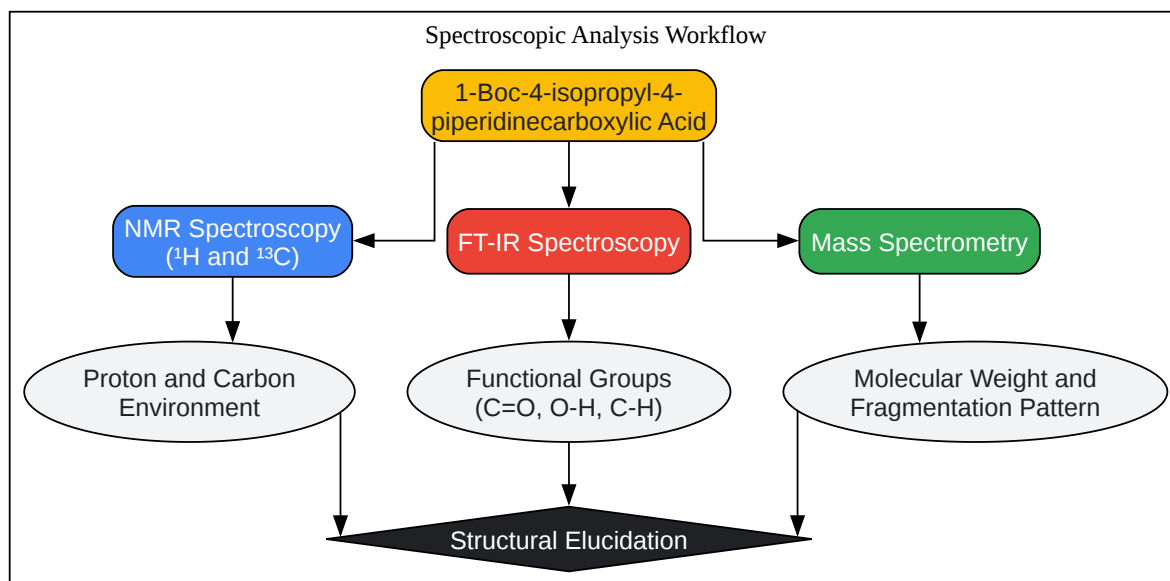 Spectroscopic Analysis Workflow
1-Boc-4-isopropyl-4-
piperidinecarboxylic Acid
NMR Spectroscopy
(¹H and ¹³C)
FT-IR Spectroscopy
Mass Spectrometry
Proton and Carbon
Environment
Functional Groups
(C=O, O-H, C-H)
Molecular Weight and
Fragmentation Pattern
Structural Elucidation